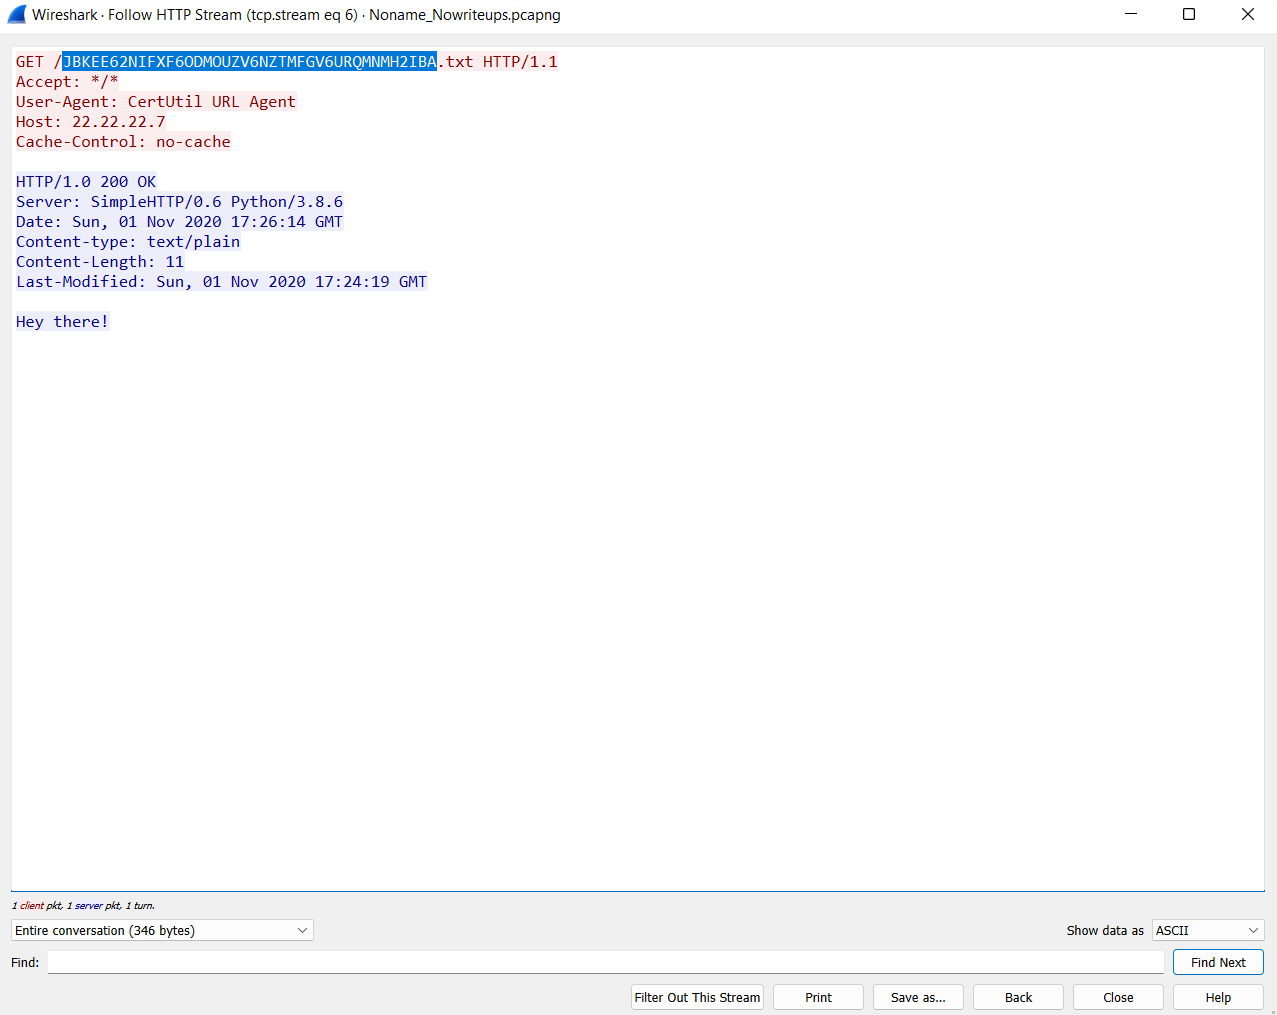 Wireshark · Follow HTTP Stream (tcp.stream eq 6) · Noname_Nowriteups.pcapng
GET /JBKEE62NIFXF6ODMOUZV6NZTMFGV6URQMNMH2IBA.txt HTTP/1.1
Accept: */*
User-Agent: CertUtil URL Agent
Host: 22.22.22.7
Cache-Control: no-cache
HTTP/1.0 200 OK
Server: SimpleHTTP/0.6 Python/3.8.6
Date: Sun, 01 Nov 2020 17:26:14 GMT
Content-type: text/plain
Content-Length: 11
Last-Modified: Sun, 01 Nov 2020 17:24:19 GMT
Hey there!
1 client pkt, 1 server pkt, 1 turn.
Entire conversation (346 bytes) Show data as ASCII
Find: Find Next
Filter Out This Stream Print Save as... Back Close Help